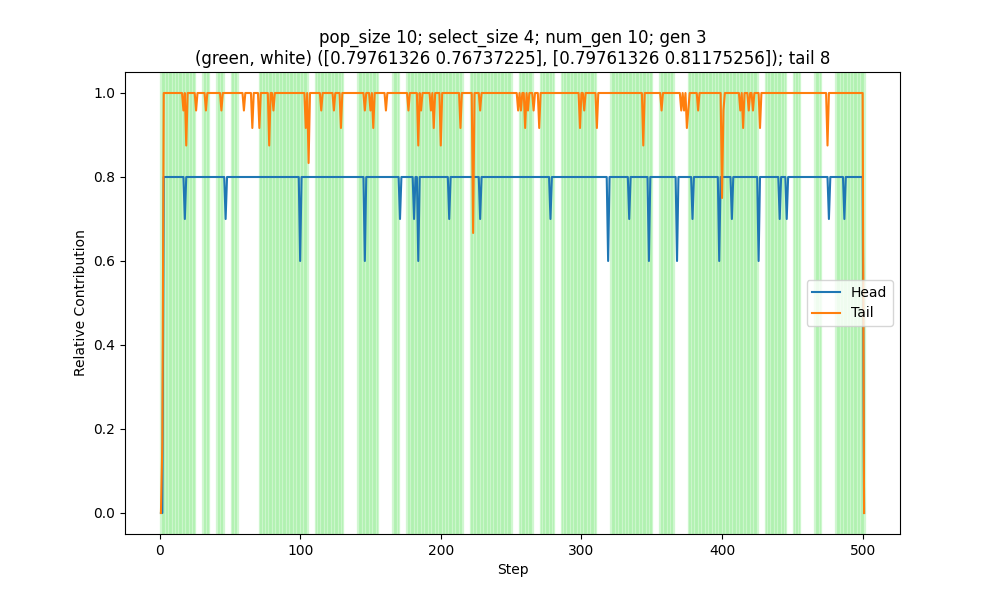 pop_size 10; select_size 4; num_gen 10; gen 3
(green, white) ([0.79761326 0.76737225], [0.79761326 0.81175256]); tail 8
1.0
0.8
0.6
0.4
0.2
0.0
Relative Contribution
Head
Tail
0
100
200
300
400
500
Step